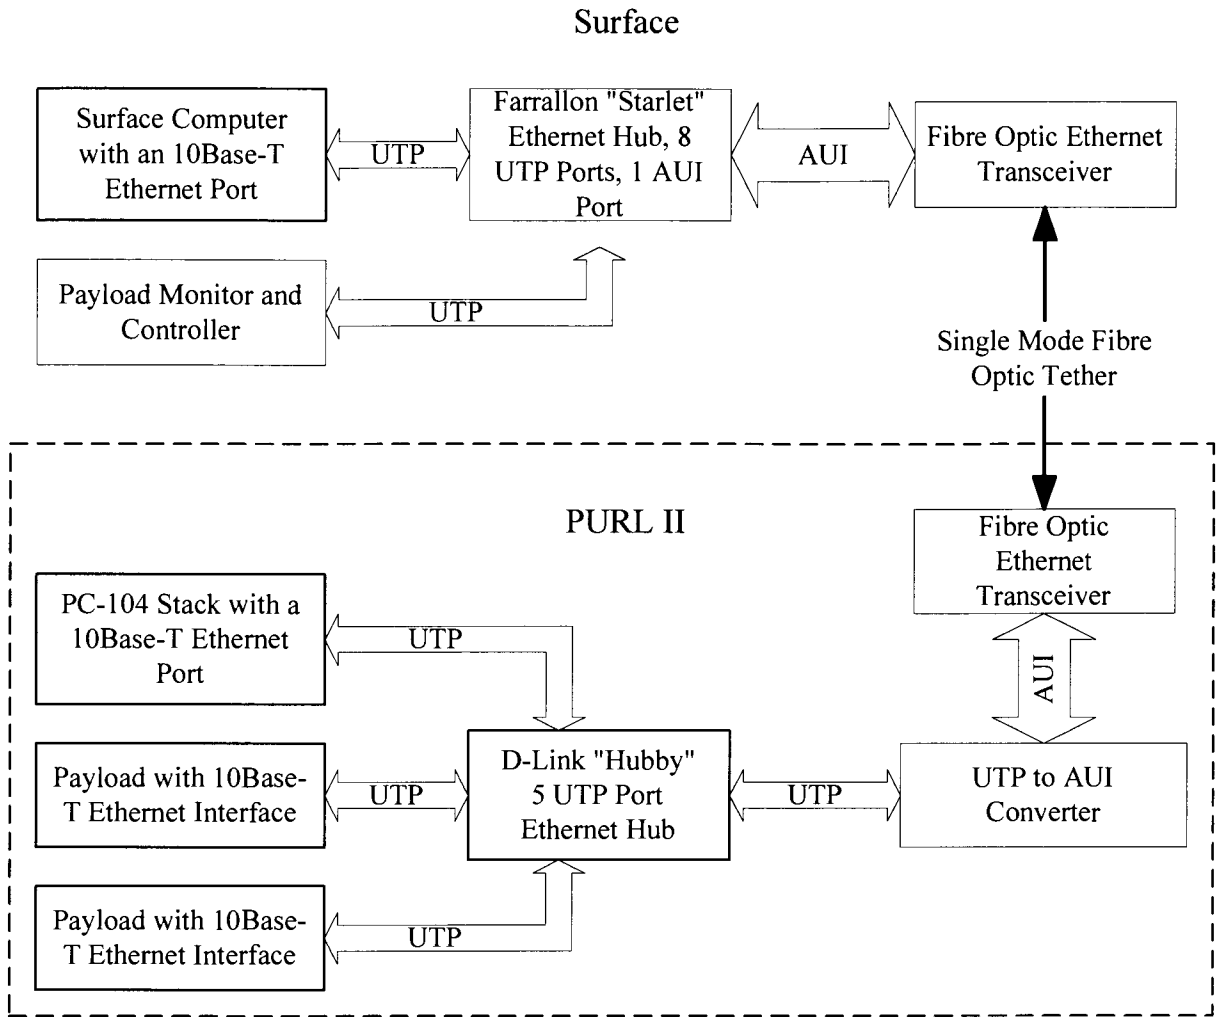 Surface
Surface Computer
with an 10Base-T
Ethernet Port
UTP
Farrallon "Starlet"
Ethernet Hub, 8
UTP Ports, 1 AUI
Port
AUI
Fibre Optic Ethernet
Transceiver
Payload Monitor and
Controller
UTP
Single Mode Fibre
Optic Tether
PURL II
Fibre Optic
Ethernet
Transceiver
PC-104 Stack with a
10Base-T Ethernet
Port
UTP
AUI
Payload with 10Base-
T Ethernet Interface
UTP
D-Link "Hubby"
5 UTP Port
Ethernet Hub
UTP
UTP to AUI
Converter
Payload with 10Base-
T Ethernet Interface
UTP